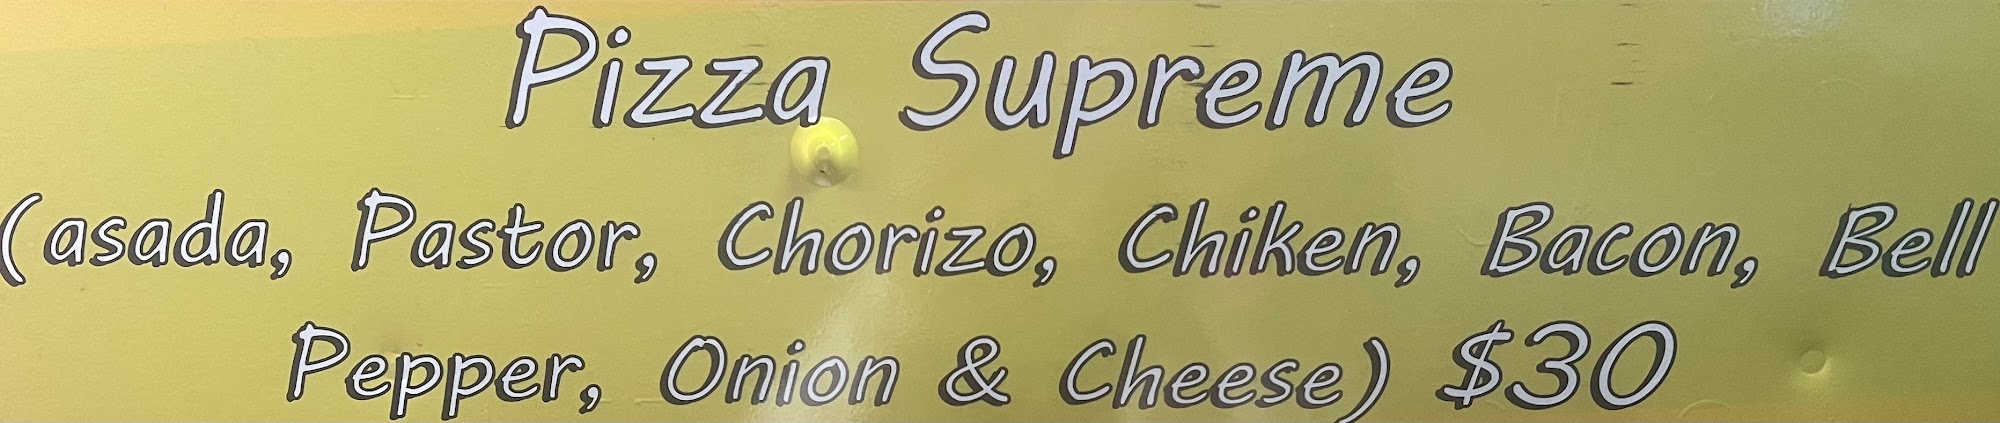 Pizza Supreme
(asada, Pastor, Chorizo, Chiken, Bacon, Bell
Pepper, Onion & Cheese) $30